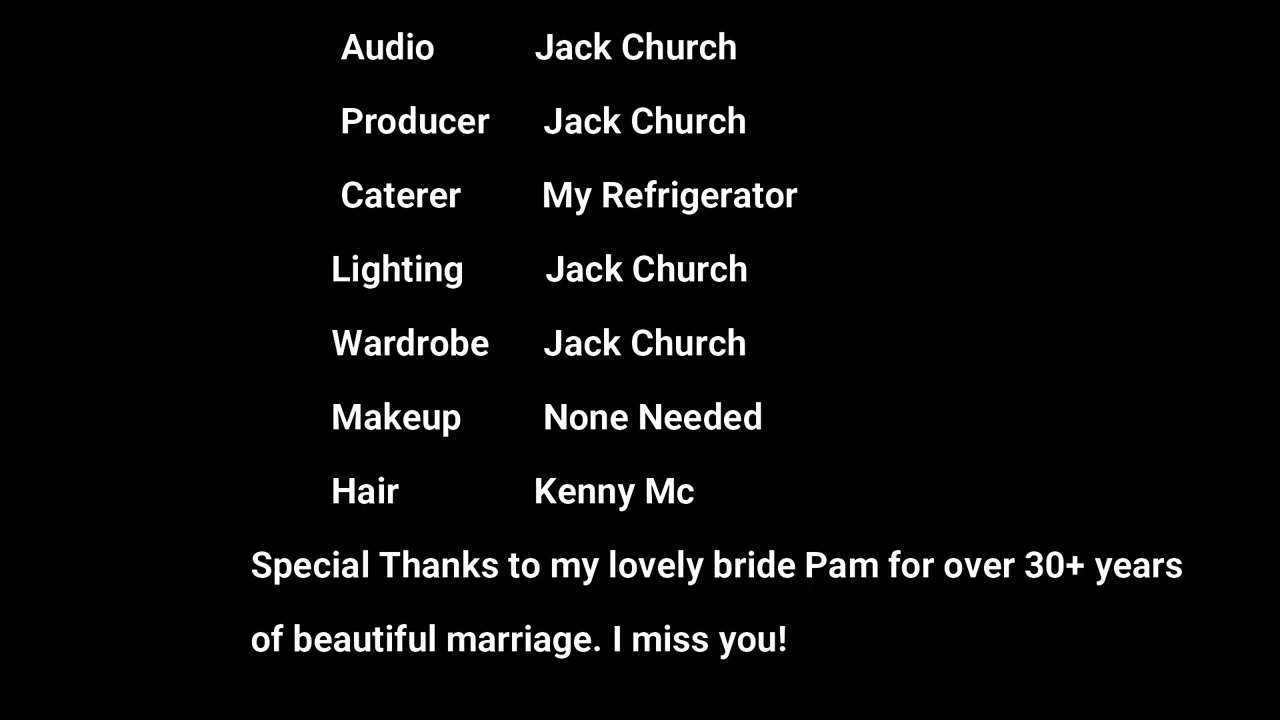 Audio Jack Church
Producer Jack Church
Caterer My Refrigerator
Lighting Jack Church
Wardrobe Jack Church
Makeup None Needed
Hair Kenny Mc
Special Thanks to my lovely bride Pam for over 30+ years
of beautiful marriage. I miss you!